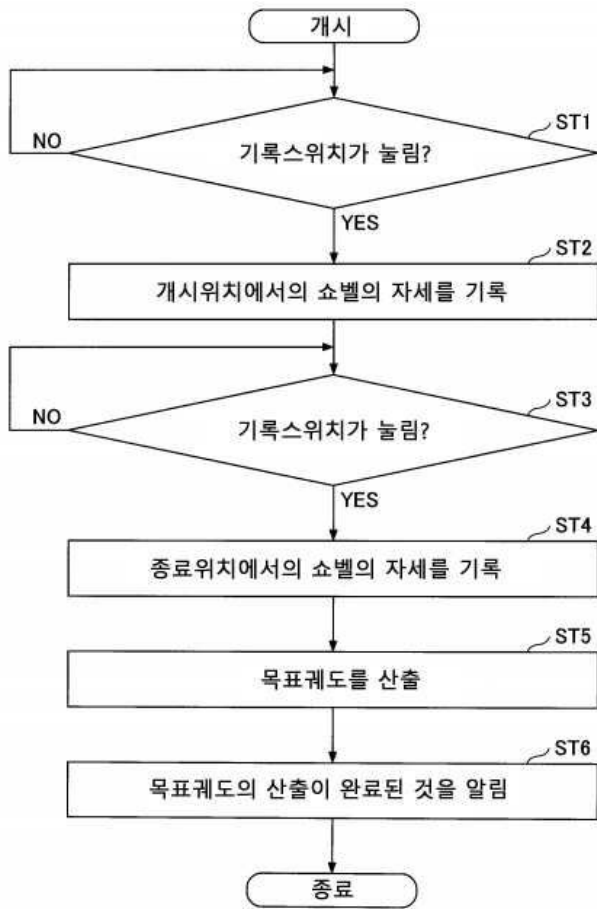 개시
ST1
NO
기록스위치가 눌림?
YES
ST2
개시위치에서의 쇼벨의 자세를 기록
ST3
NO
기록스위치가 눌림?
YES
ST4
종료위치에서의 쇼벨의 자세를 기록
ST5
목표궤도를 산출
ST6
목표궤도의 산출이 완료된 것을 알림
종료